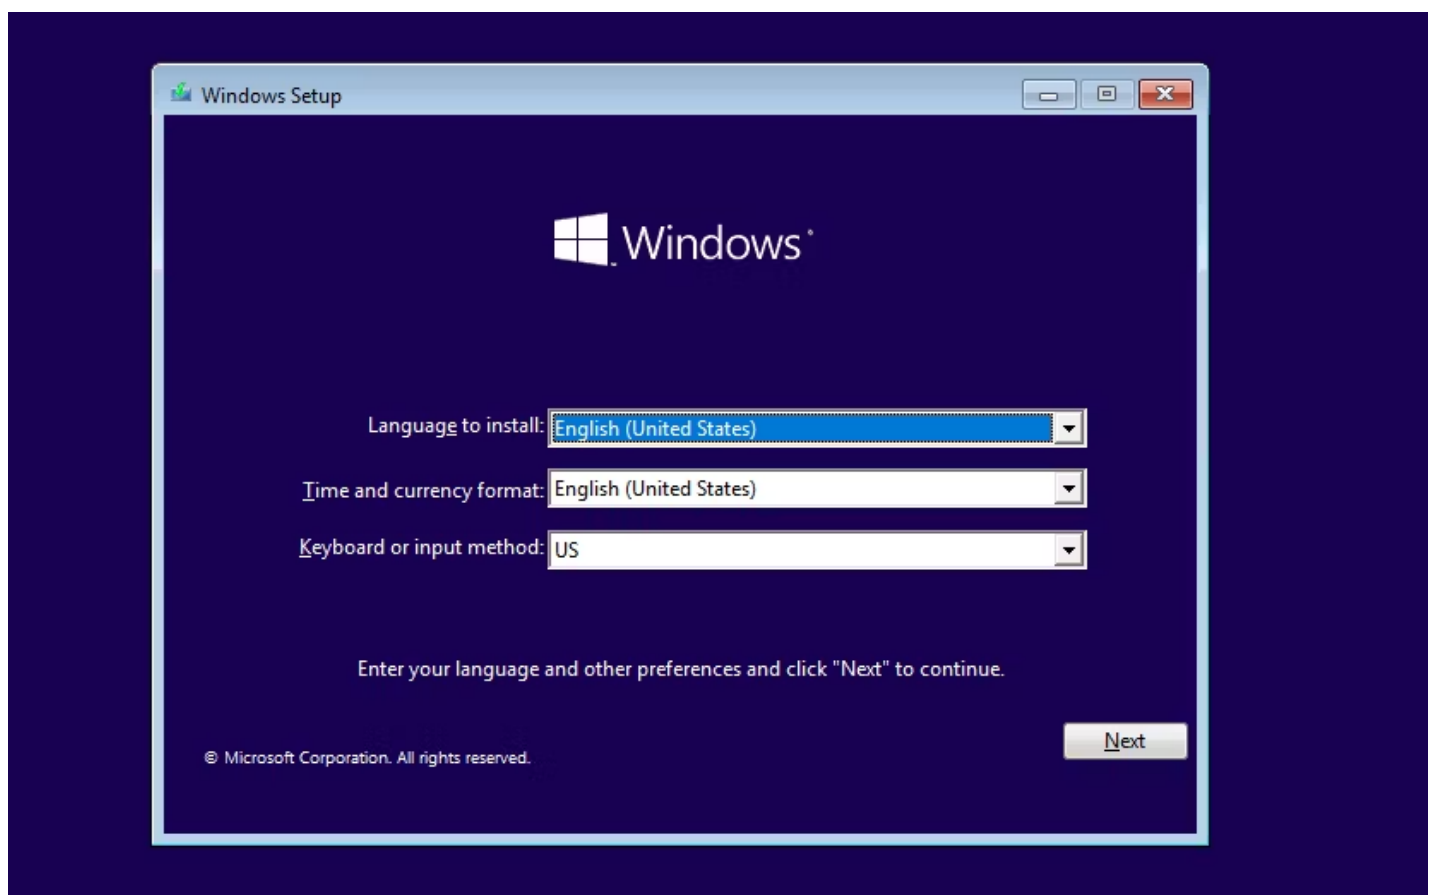 Windows Setup
Windows
Language to install: English (United States)
Time and currency format: English (United States)
Keyboard or input method: US
Enter your language and other preferences and click "Next" to continue.
Next
© Microsoft Corporation. All rights reserved.